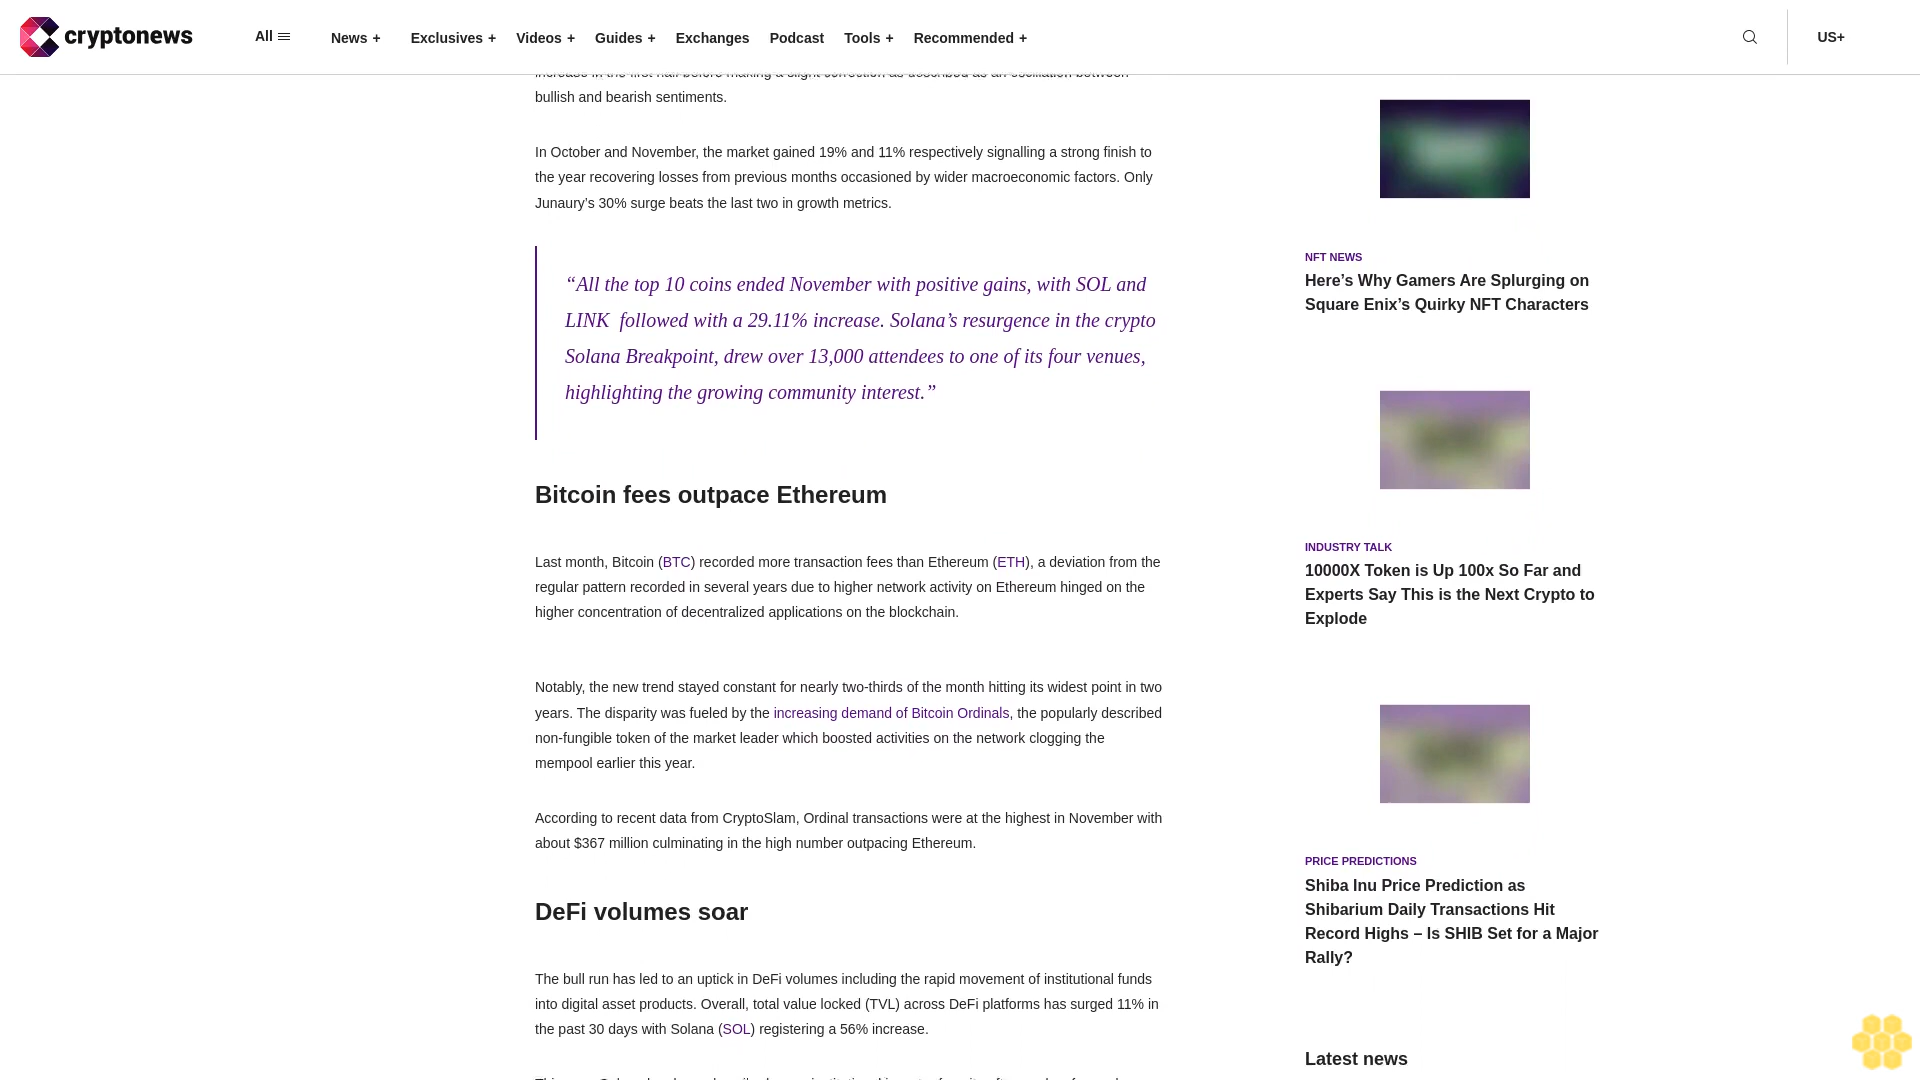 cryptonews
All
News +
Exclusives +
Videos +
Guides +
Exchanges
Podcast
Tools +
Recommended +
US+
increase in the first half before making a slight correction as described as an oscillation between
bullish and bearish sentiments.
In October and November, the market gained 19% and 11% respectively signalling a strong finish to
the year recovering losses from previous months occasioned by wider macroeconomic factors. Only
Junaury’s 30% surge beats the last two in growth metrics.
“All the top 10 coins ended November with positive gains, with SOL and
LINK  followed with a 29.11% increase. Solana’s resurgence in the crypto
Solana Breakpoint, drew over 13,000 attendees to one of its four venues,
highlighting the growing community interest.”
Bitcoin fees outpace Ethereum
Last month, Bitcoin (BTC) recorded more transaction fees than Ethereum (ETH), a deviation from the
regular pattern recorded in several years due to higher network activity on Ethereum hinged on the
higher concentration of decentralized applications on the blockchain.
Notably, the new trend stayed constant for nearly two-thirds of the month hitting its widest point in two
years. The disparity was fueled by the increasing demand of Bitcoin Ordinals, the popularly described
non-fungible token of the market leader which boosted activities on the network clogging the
mempool earlier this year.
According to recent data from CryptoSlam, Ordinal transactions were at the highest in November with
about $367 million culminating in the high number outpacing Ethereum.
DeFi volumes soar
The bull run has led to an uptick in DeFi volumes including the rapid movement of institutional funds
into digital asset products. Overall, total value locked (TVL) across DeFi platforms has surged 11% in
the past 30 days with Solana (SOL) registering a 56% increase.
NFT NEWS
Here’s Why Gamers Are Splurging on
Square Enix’s Quirky NFT Characters
INDUSTRY TALK
10000X Token is Up 100x So Far and
Experts Say This is the Next Crypto to
Explode
PRICE PREDICTIONS
Shiba Inu Price Prediction as
Shibarium Daily Transactions Hit
Record Highs – Is SHIB Set for a Major
Rally?
Latest news